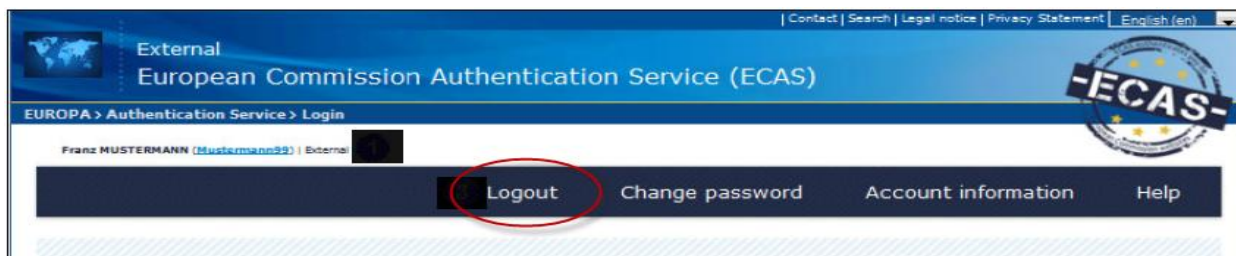 | Contact | Search | Legal notice | Privacy Statement English (en)
External
European Commission Authentication Service (ECAS)
-ECAS-
EUROPA > Authentication Service > Login
Franz MUSTERMANN (Mustermann99) | External 1
Logout Change password Account information Help